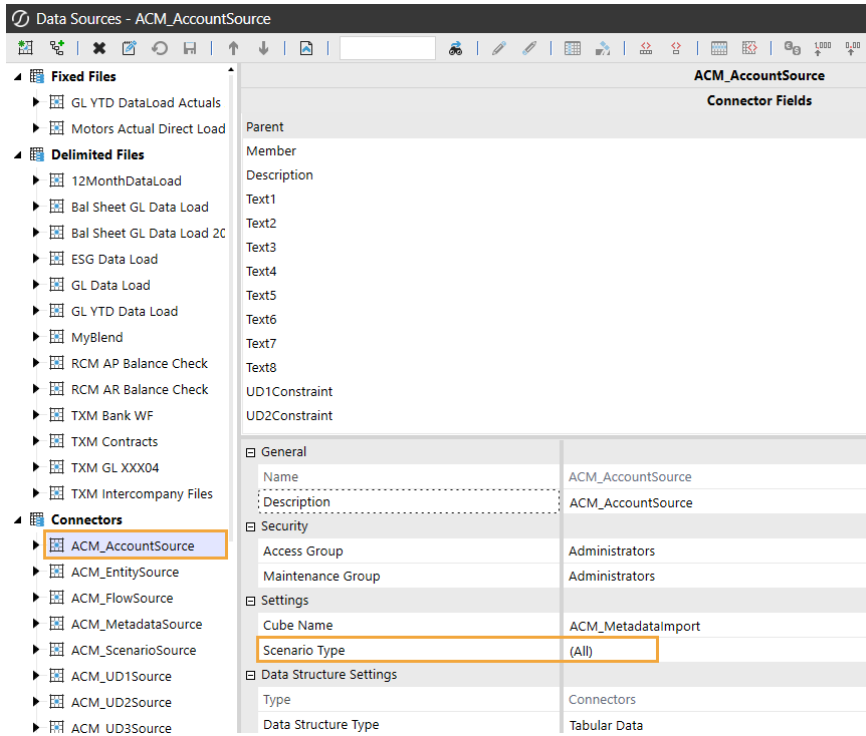 Data Sources - ACM_AccountSource
Fixed Files
GL YTD DataLoad Actuals
Motors Actual Direct Load
Delimited Files
12MonthDataLoad
Bal Sheet GL Data Load
Bal Sheet GL Data Load 20
ESG Data Load
GL Data Load
GL YTD Data Load
MyBlend
RCM AP Balance Check
RCM AR Balance Check
TXM Bank WF
TXM Contracts
TXM GL XXX04
TXM Intercompany Files
Connectors
ACM_AccountSource
ACM_EntitySource
ACM_FlowSource
ACM_MetadataSource
ACM_ScenarioSource
ACM_UD1Source
ACM_UD2Source
ACM_UD3Source
ACM_AccountSource
Connector Fields
Parent
Member
Description
Text1
Text2
Text3
Text4
Text5
Text6
Text7
Text8
UD1Constraint
UD2Constraint
General
Name ACM_AccountSource
Description ACM_AccountSource
Security
Access Group Administrators
Maintenance Group Administrators
Settings
Cube Name ACM_MetadataImport
Scenario Type (All)
Data Structure Settings
Type Connectors
Data Structure Type Tabular Data